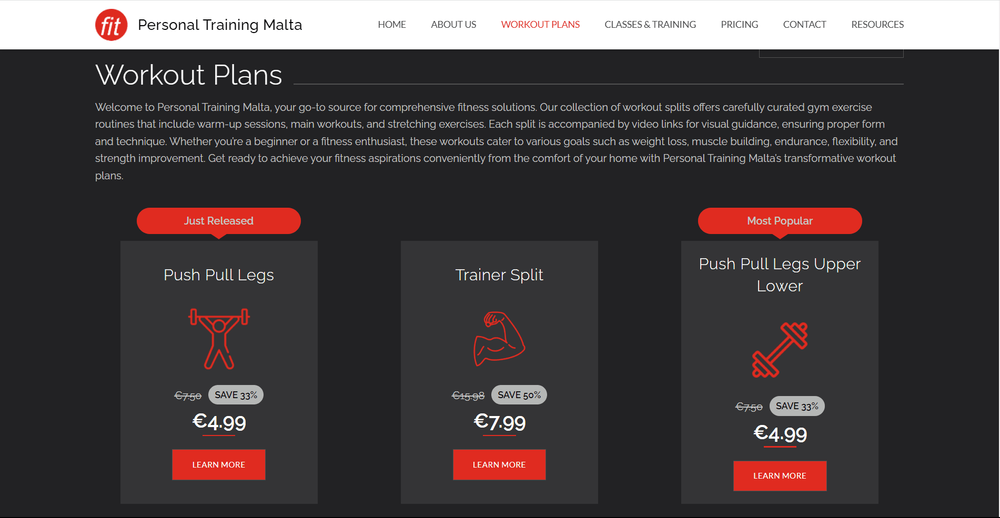 fit Personal Training Malta HOME ABOUT US WORKOUT PLANS CLASSES & TRAINING PRICING CONTACT RESOURCES
Workout Plans
Welcome to Personal Training Malta, your go-to source for comprehensive fitness solutions. Our collection of workout splits offers carefully curated gym exercise
routines that include warm-up sessions, main workouts, and stretching exercises. Each split is accompanied by video links for visual guidance, ensuring proper form
and technique. Whether you're a beginner or a fitness enthusiast, these workouts cater to various goals such as weight loss, muscle building, endurance, flexibility, and
strength improvement. Get ready to achieve your fitness aspirations conveniently from the comfort of your home with Personal Training Malta's transformative workout
plans.
Just Released
Push Pull Legs
€7.50 SAVE 33%
€4.99
LEARN MORE
Trainer Split
€15.98 SAVE 50%
€7.99
LEARN MORE
Most Popular
Push Pull Legs Upper
Lower
€7.50 SAVE 33%
€4.99
LEARN MORE